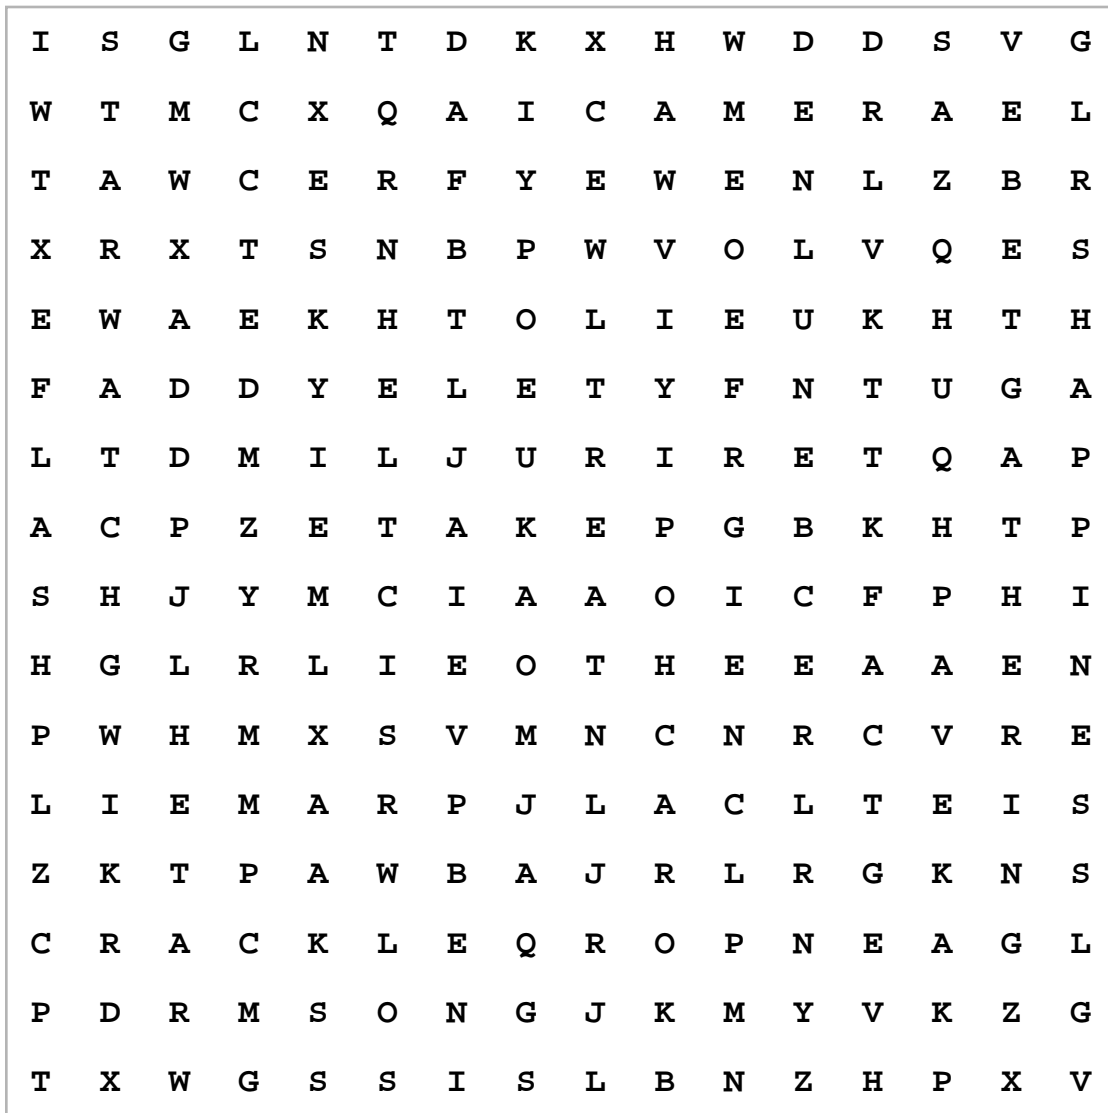 I S G L N T D K X H W D D S V G
W T M C X Q A I C A M E R A E L
T A W C E R F Y E W E N L Z B R
X R X T S N B P W V O L V Q E S
E W A E K H T O L I E U K H T H
F A D D Y E L E T Y F N T U G A
L T D M I L J U R I R E T Q A P
A C P Z E T A K E P G B K H T P
S H J Y M C I A A O I C F P H I
H G L R L I E O T H E E A A E N
P W H M X S V M N C N R C V R E
L I E M A R P J L A C L T E I S
Z K T P A W B A J R L R G K N S
C R A C K L E Q R O P N E A G L
P D R M S O N G J K M Y V K Z G
T X W G S S I S L B N Z H P X V